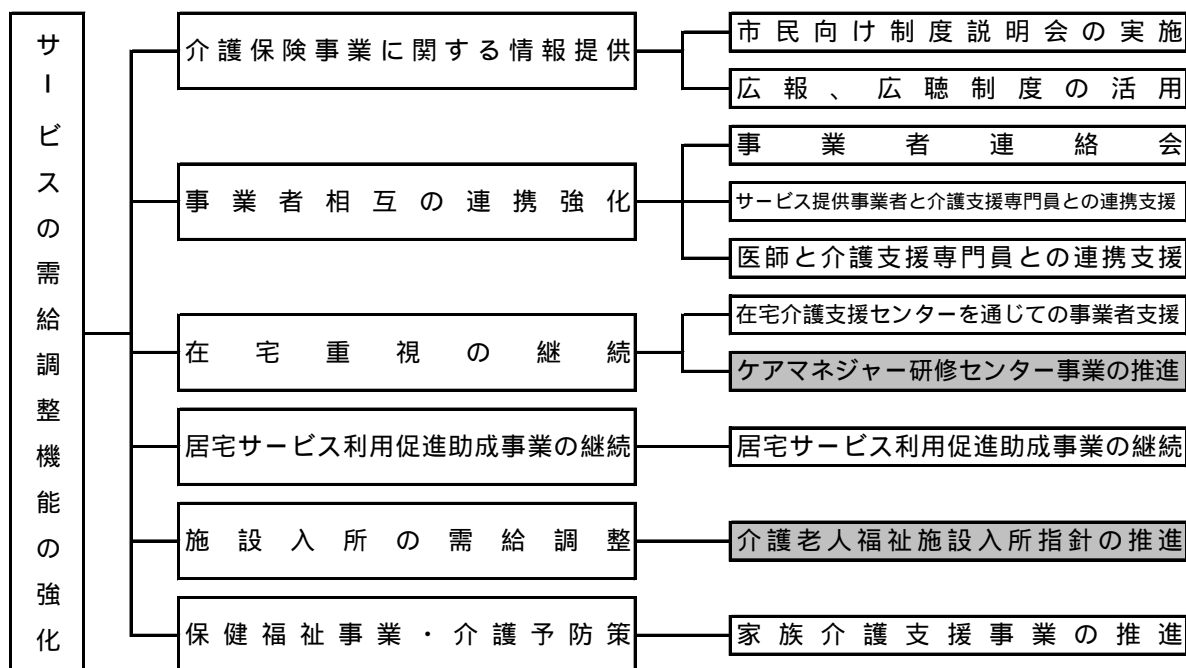 サービスの需給調整機能の強化
介護保険事業に関する情報提供
市民向け制度説明会の実施
広報、広聴制度の活用
事業者相互の連携強化
事業者連絡会
サービス提供事業者と介護支援専門員との連携支援
医師と介護支援専門員との連携支援
在宅重視の継続
在宅介護支援センターを通じての事業者支援
ケアマネジャー研修センター事業の推進
居宅サービス利用促進助成事業の継続
居宅サービス利用促進助成事業の継続
施設入所の需給調整
介護老人福祉施設入所指針の推進
保健福祉事業・介護予防策
家族介護支援事業の推進